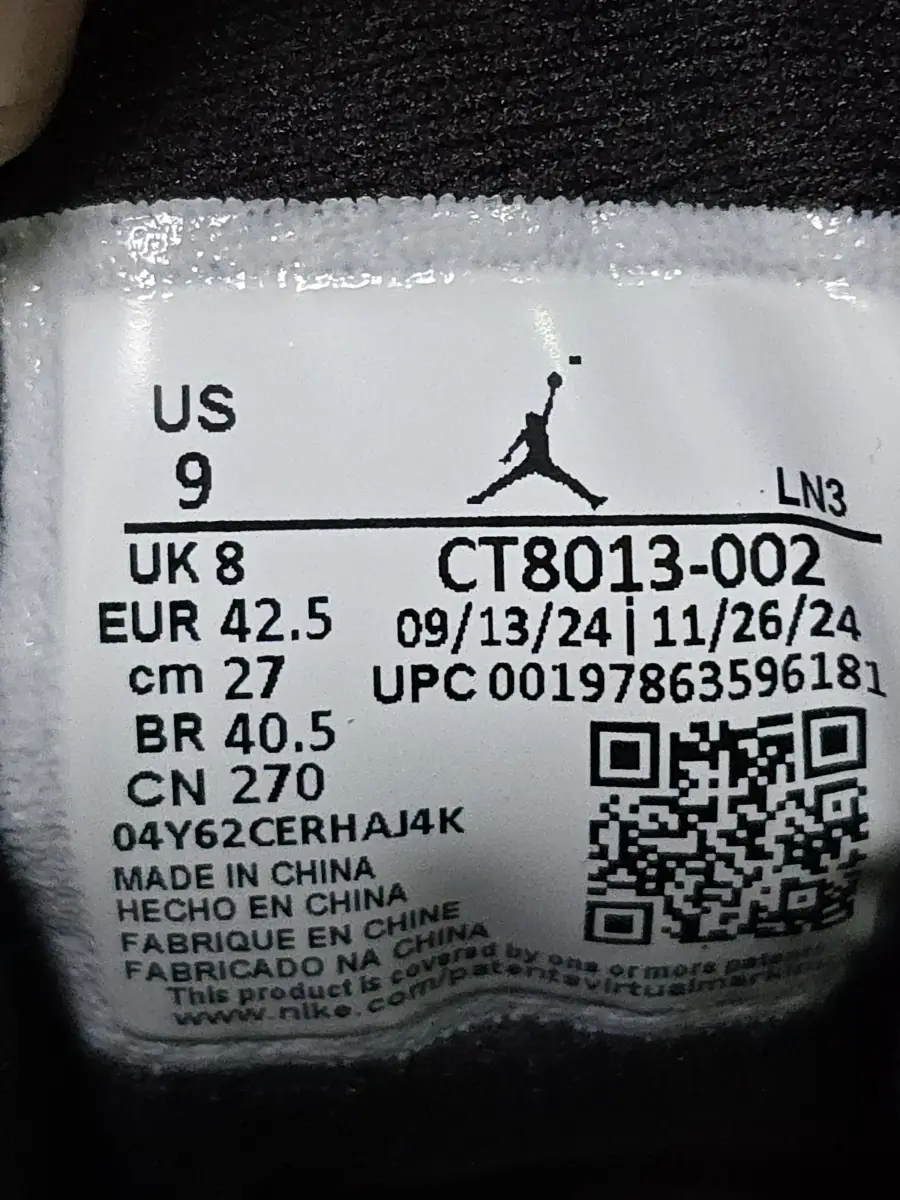 US
9
LN3
UK 8
CT8013-002
EUR 42.5
09/13/24 | 11/26/24
cm 27
UPC 00197863596181
BR 40.5
CN 270
04Y62CERHAJ4K
MADE IN CHINA
HECHO EN CHINA
FABRIQUE EN CHINE
FABRICADO NA CHINA
This product is covered by one or more patents
www.nike.com/patentsvirtualmarking